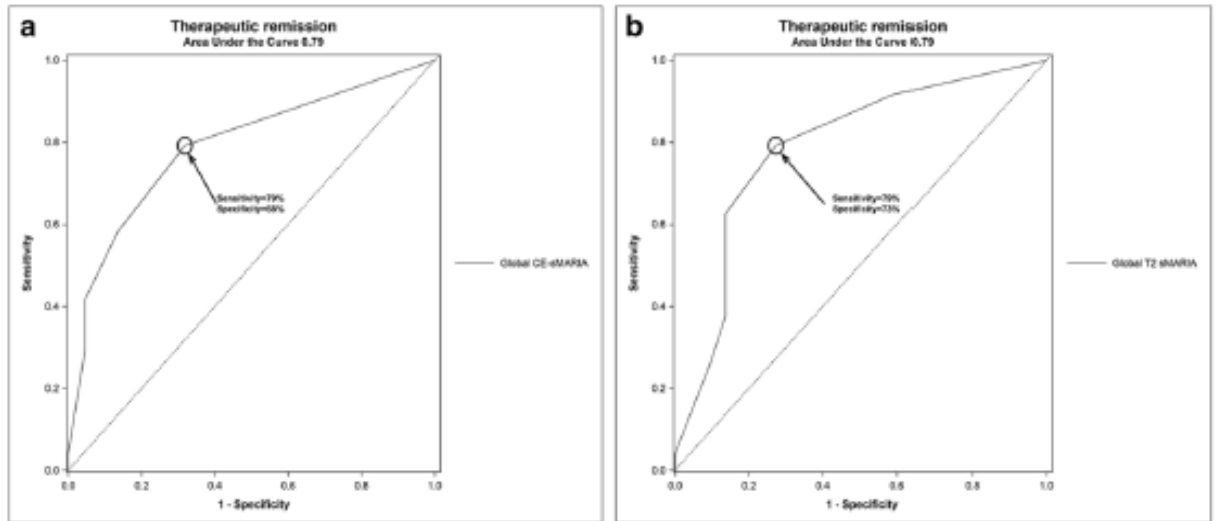 a
Therapeutic remission
Area Under the Curve 0.79
1.0
0.8
0.6
0.4
0.2
0.0
Sensitivity
Sensitivity=79%
Specificity=68%
Global CE-sMARIA
0.0 0.2 0.4 0.6 0.8 1.0
1 - Specificity
b
Therapeutic remission
Area Under the Curve 0.79
1.0
0.8
0.6
0.4
0.2
0.0
Sensitivity
Sensitivity=79%
Specificity=73%
Global T2 sMARIA
0.0 0.2 0.4 0.6 0.8 1.0
1 - Specificity